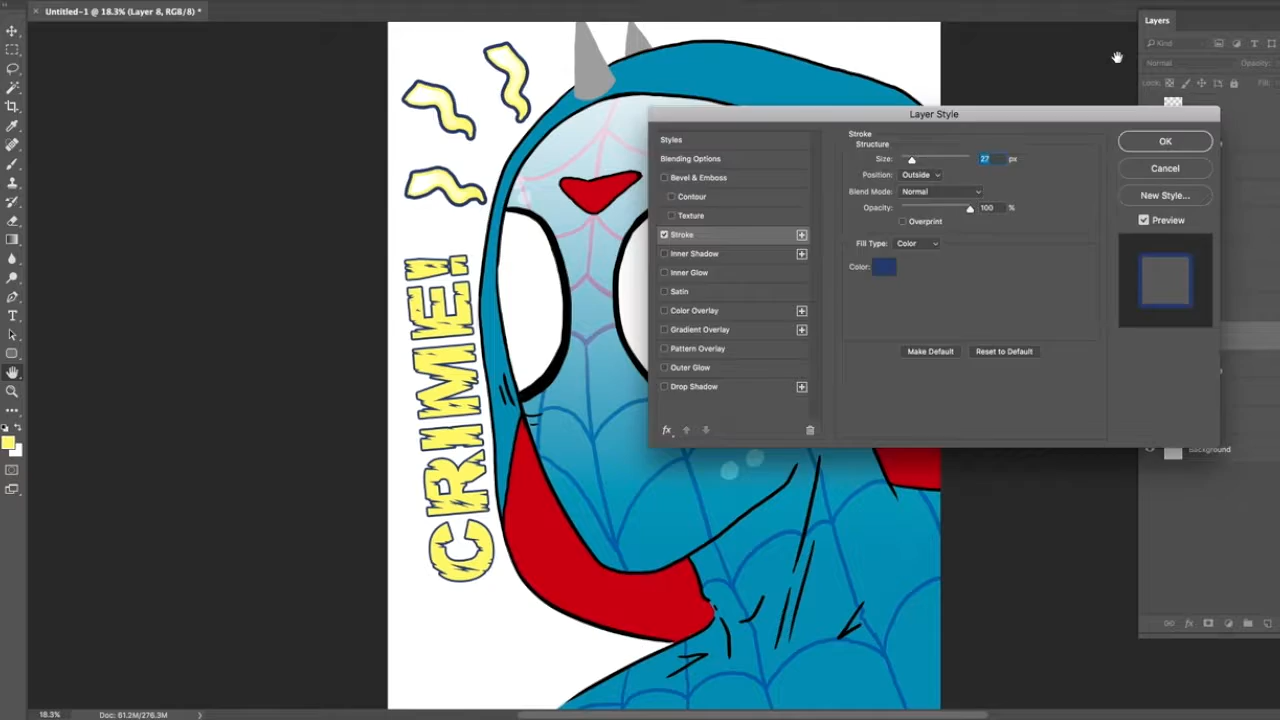 Untitled-1 @ 18.3% (Layer 8, RGB/8) *
Layers
Kind
Normal
Opacity:
Lock:
Fill:
Layer Style
Styles
Blending Options
Bevel & Emboss
Contour
Texture
Stroke
Inner Shadow
Inner Glow
Satin
Color Overlay
Gradient Overlay
Pattern Overlay
Outer Glow
Drop Shadow
fx
Stroke
Structure
Size: 27 px
Position: Outside
Blend Mode: Normal
Opacity: 100 %
Overprint
Fill Type: Color
Color:
Make Default
Reset to Default
OK
Cancel
New Style...
Preview
CRIME!
Background
fx
18.3%
Doc: 61.2M/276.3M